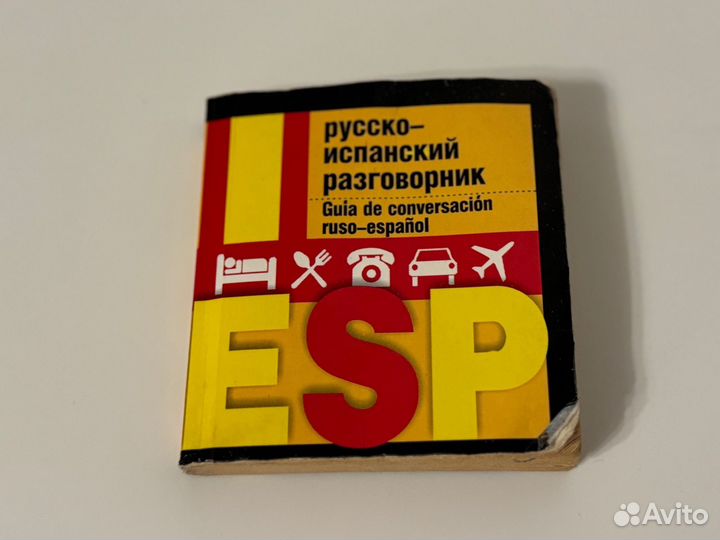 русско–
испанский
разговорник
Guia de conversación
ruso–español
ESP
Avito